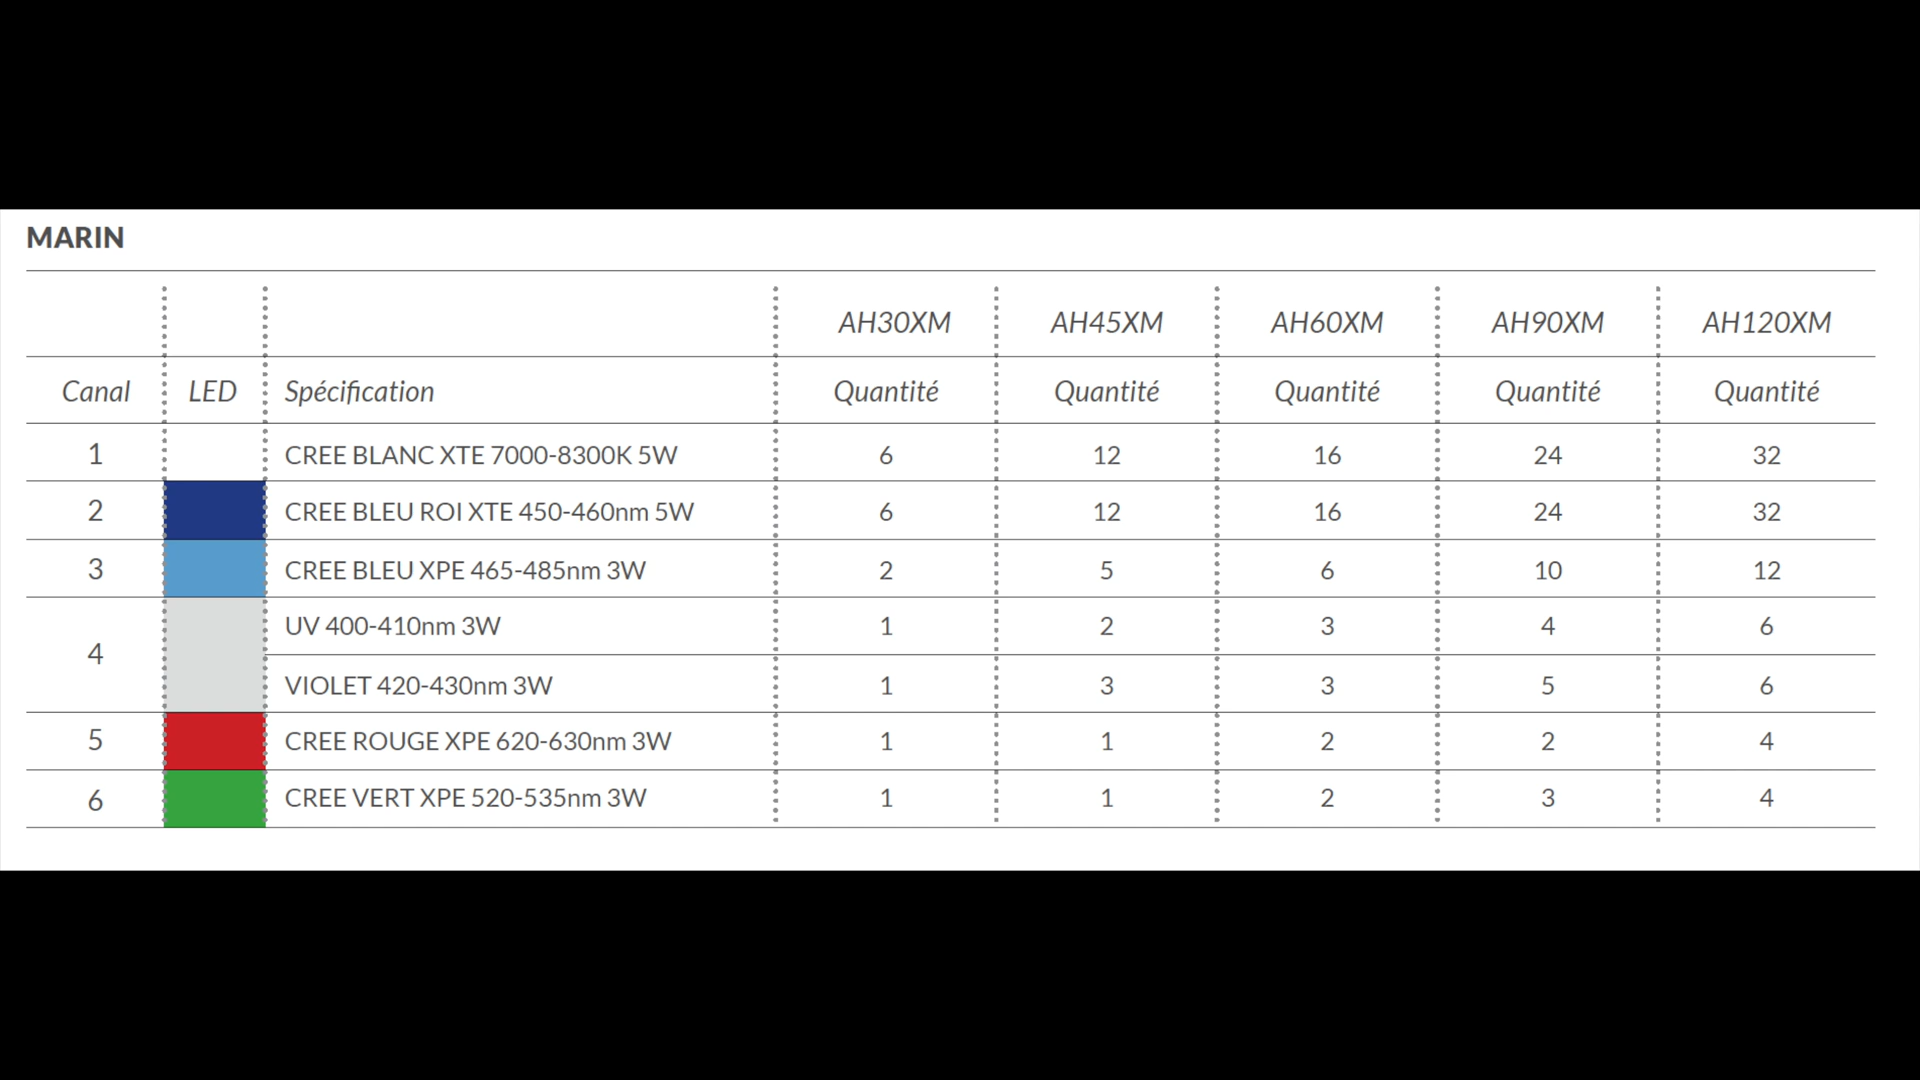 MARIN
AH30XM AH45XM AH60XM AH90XM AH120XM
Canal LED Spécification Quantité Quantité Quantité Quantité Quantité
1 CREE BLANC XTE 7000-8300K 5W 6 12 16 24 32
2 CREE BLEU ROI XTE 450-460nm 5W 6 12 16 24 32
3 CREE BLEU XPE 465-485nm 3W 2 5 6 10 12
4 UV 400-410nm 3W 1 2 3 4 6
VIOLET 420-430nm 3W 1 3 3 5 6
5 CREE ROUGE XPE 620-630nm 3W 1 1 2 2 4
6 CREE VERT XPE 520-535nm 3W 1 1 2 3 4